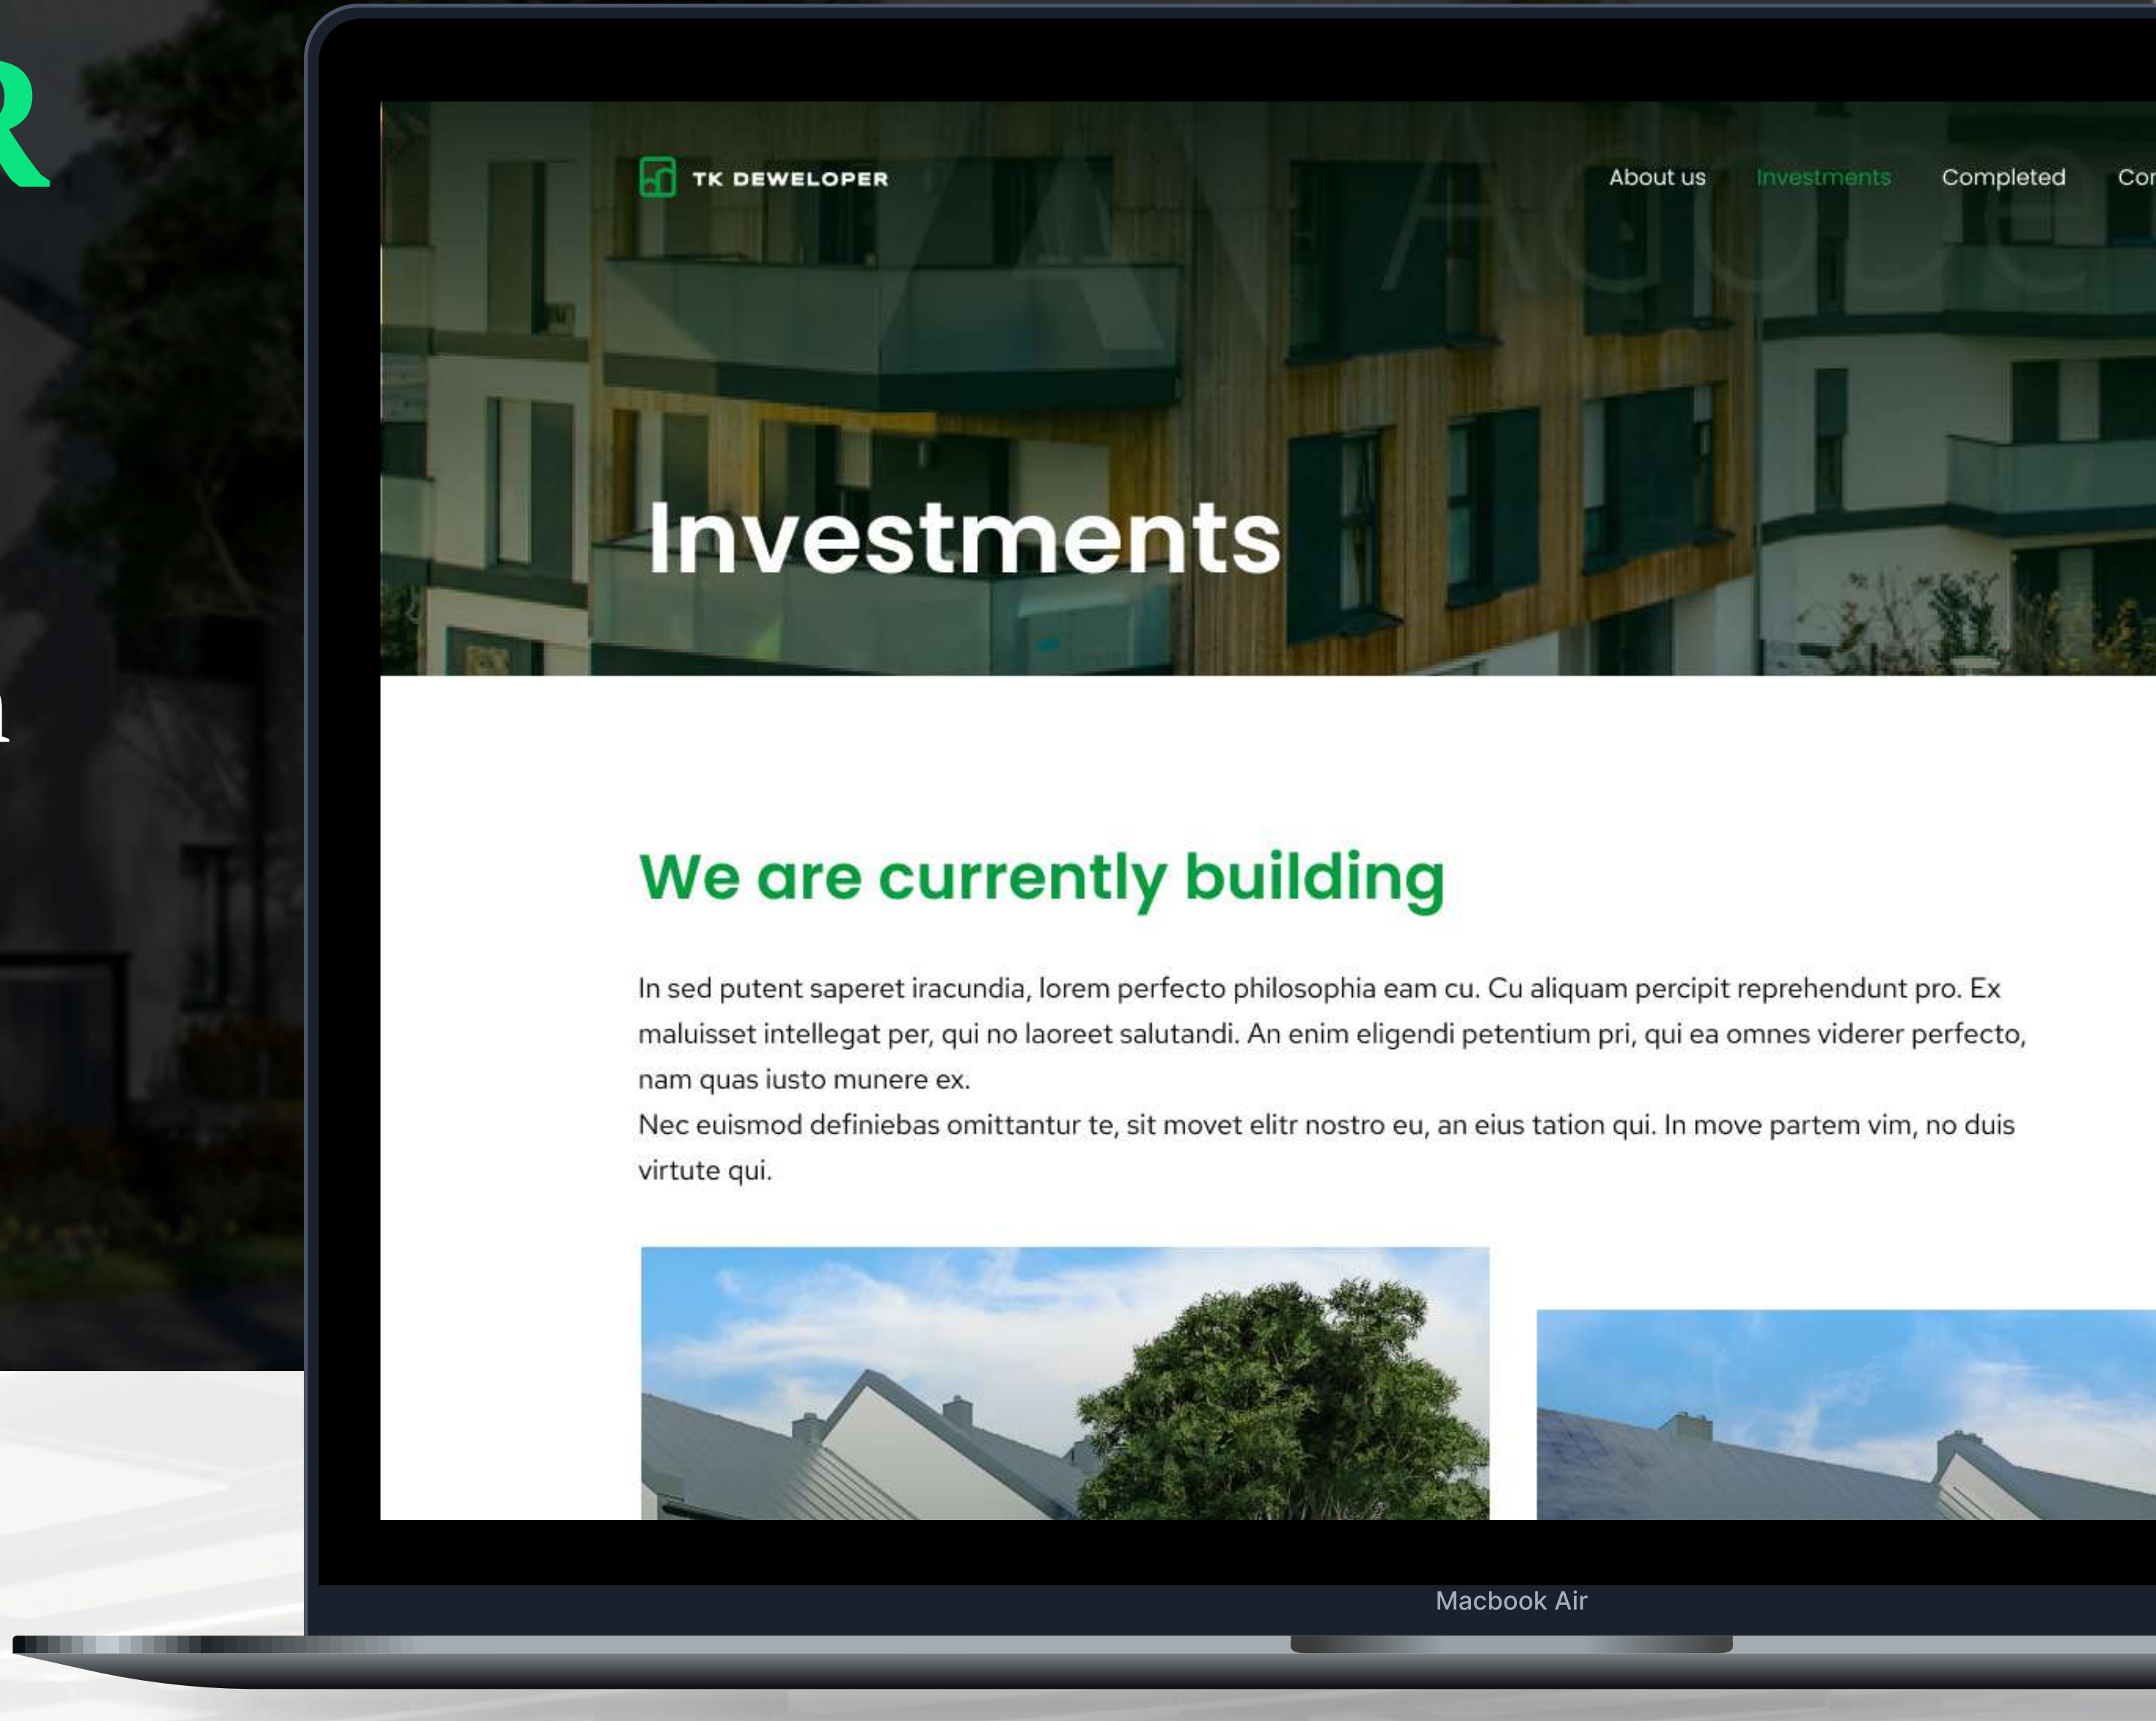 R
n
TK DEWELOPER
About us Investments Completed
Adobe
Investments
We are currently building
In sed putent saperet iracundia, lorem perfecto philosophia eam cu. Cu aliquam percipit reprehendunt pro. Ex
maluisset intellegat per, qui no laoreet salutandi. An enim eligendi petentium pri, qui ea omnes viderer perfecto,
nam quas iusto munere ex.
Nec euismod definiebas omittantur te, sit movet elitr nostro eu, an eius tation qui. In move partem vim, no duis
virtute qui.
Macbook Air